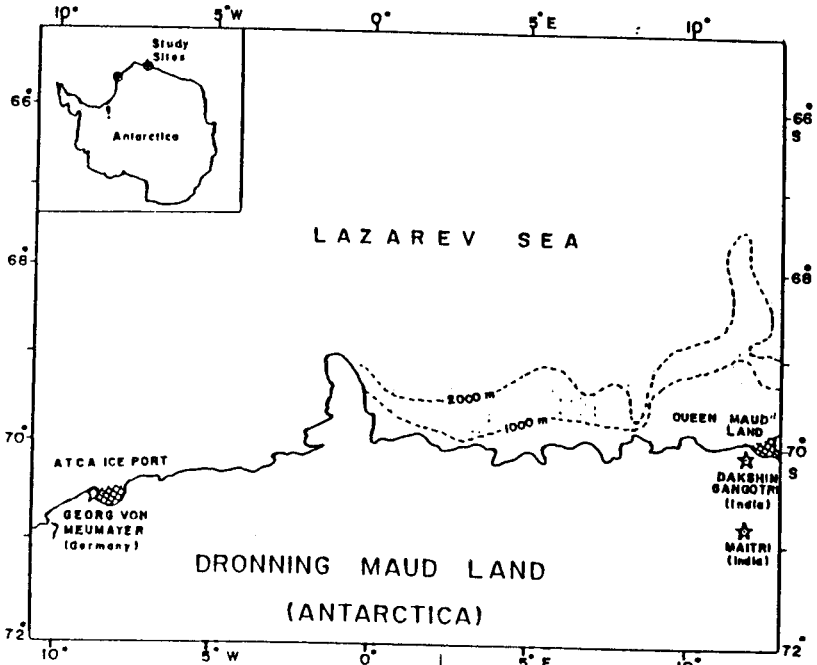 10°
5°W
0°
5°E
10°
Study
Sites
Antarctica
66°
66°
S
LAZAREV SEA
68°
68°
2000 m
1000 m
QUEEN MAUD
LAND
70°
70°
S
ATCA ICE PORT
GEORG VON
MEUMAYER
(Germany)
DAKSHIN
GANGOTRI
(India)
MAITRI
(India)
DRONNING MAUD LAND
(ANTARCTICA)
72°
72°
10°
5°W
0°
5°E
10°